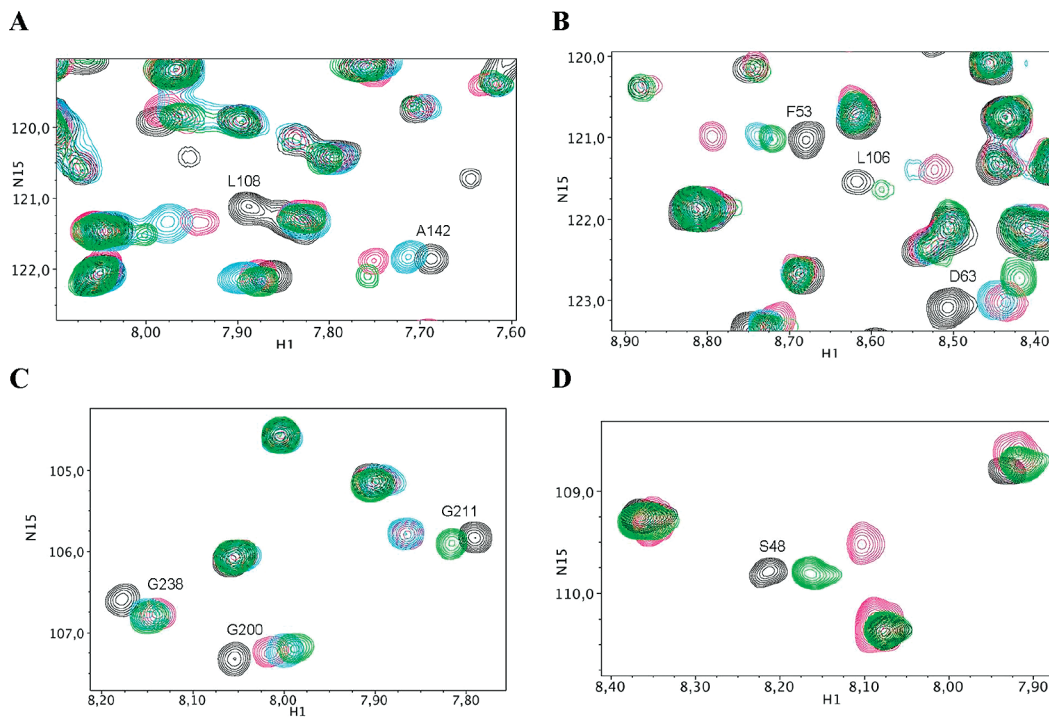 A
120,0
121,0
122,0
N15
L108
A142
8,00
7,90
7,80
7,70
7,60
H1
B
120,0
121,0
122,0
123,0
N15
F53
L106
D63
8,90
8,80
8,70
8,60
8,50
8,40
H1
C
105,0
106,0
107,0
N15
G211
G238
G200
8,20
8,10
8,00
7,90
7,80
H1
D
109,0
110,0
N15
S48
8,40
8,30
8,20
8,10
8,00
7,90
H1